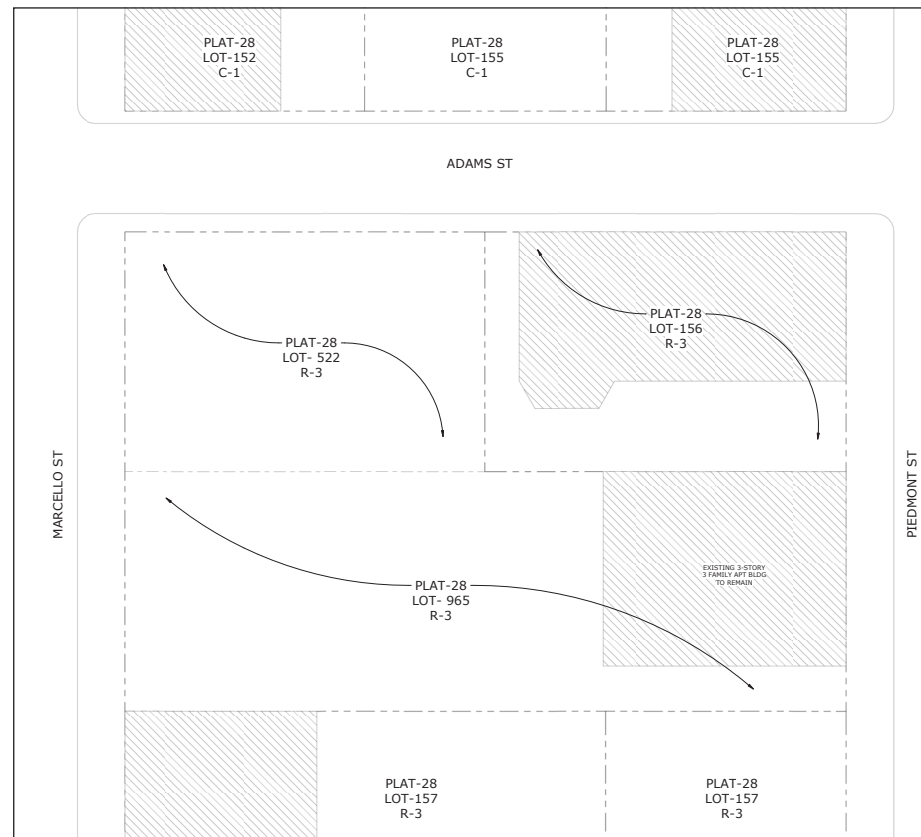 PLAT-28
LOT-152
C-1
PLAT-28
LOT-155
C-1
PLAT-28
LOT-155
C-1
ADAMS ST
PLAT-28
LOT- 522
R-3
PLAT-28
LOT-156
R-3
MARCELLO ST
PIEDMONT ST
EXISTING 3-STORY
3 FAMILY APT BLDG
TO REMAIN
PLAT-28
LOT- 965
R-3
PLAT-28
LOT-157
R-3
PLAT-28
LOT-157
R-3